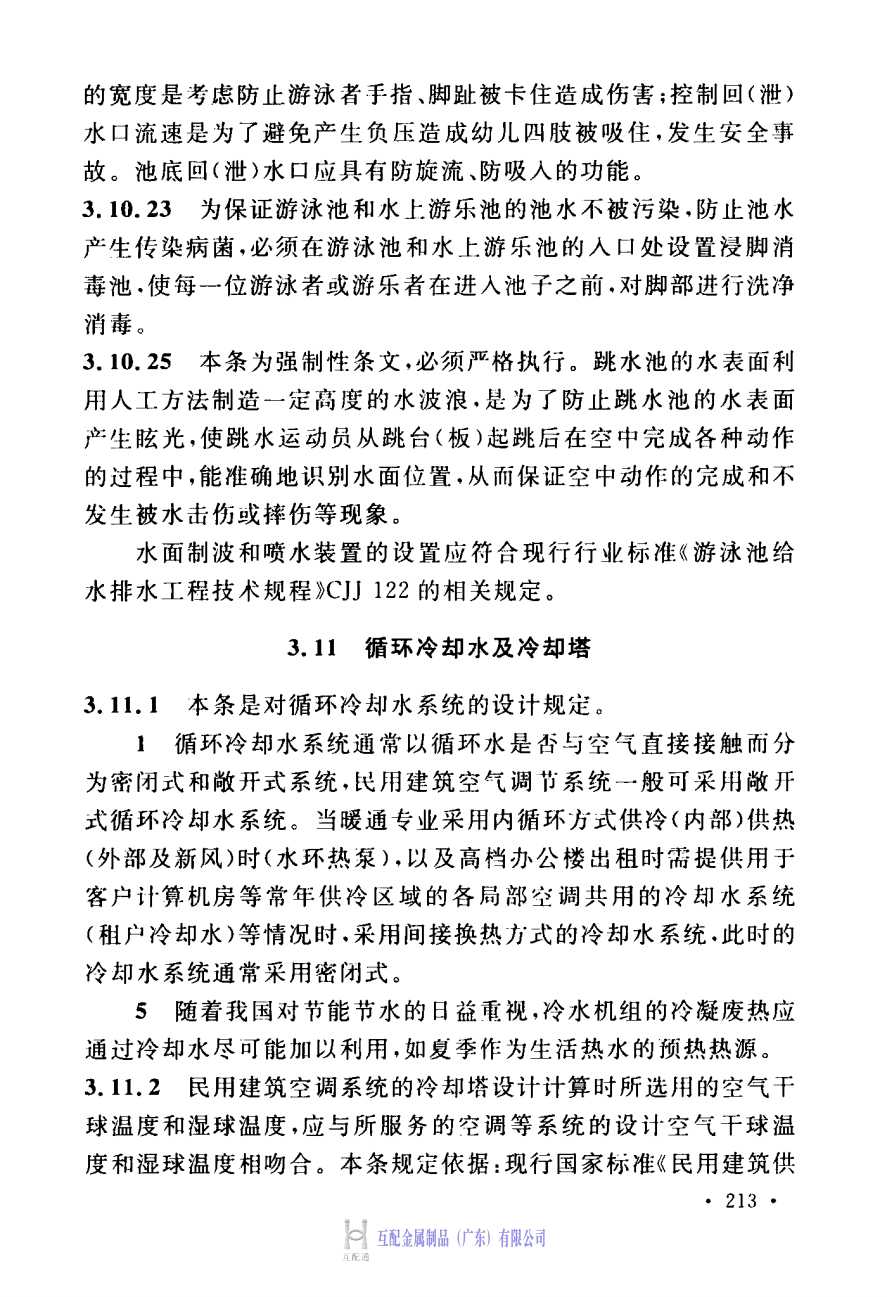 的宽度是考虑防止游泳者手指、脚趾被卡住造成伤害;控制回(泄)
水口流速是为了避免产生负压造成幼儿四肢被吸住,发生安全事
故。池底回(泄)水口应具有防旋流、防吸入的功能。
3.10.23 为保证游泳池和水上游乐池的池水不被污染,防止池水
产生传染病菌,必须在游泳池和水上游乐池的入口处设置浸脚消
毒池,使每一位游泳者或游乐者在进入池子之前,对脚部进行洗净
消毒。
3.10.25 本条为强制性条文,必须严格执行。跳水池的水表面利
用人工方法制造一定高度的水波浪,是为了防止跳水池的水表面
产生眩光,使跳水运动员从跳台(板)起跳后在空中完成各种动作
的过程中,能准确地识别水面位置,从而保证空中动作的完成和不
发生被水击伤或摔伤等现象。
水面制波和喷水装置的设置应符合现行行业标准《游泳池给
水排水工程技术规程》CJJ 122 的相关规定。
3.11 循环冷却水及冷却塔
3.11.1 本条是对循环冷却水系统的设计规定。
1 循环冷却水系统通常以循环水是否与空气直接接触而分
为密闭式和敞开式系统,民用建筑空气调节系统一般可采用敞开
式循环冷却水系统。当暖通专业采用内循环方式供冷(内部)供热
(外部及新风)时(水环热泵),以及高档办公楼出租时需提供用于
客户计算机房等常年供冷区域的各局部空调共用的冷却水系统
(租户冷却水)等情况时,采用间接换热方式的冷却水系统,此时的
冷却水系统通常采用密闭式。
5 随着我国对节能节水的日益重视,冷水机组的冷凝废热应
通过冷却水尽可能加以利用,如夏季作为生活热水的预热热源。
3.11.2 民用建筑空调系统的冷却塔设计计算时所选用的空气干
球温度和湿球温度,应与所服务的空调等系统的设计空气干球温
度和湿球温度相吻合。本条规定依据:现行国家标准《民用建筑供
• 213 •
互配金属制品(广东)有限公司
互配通